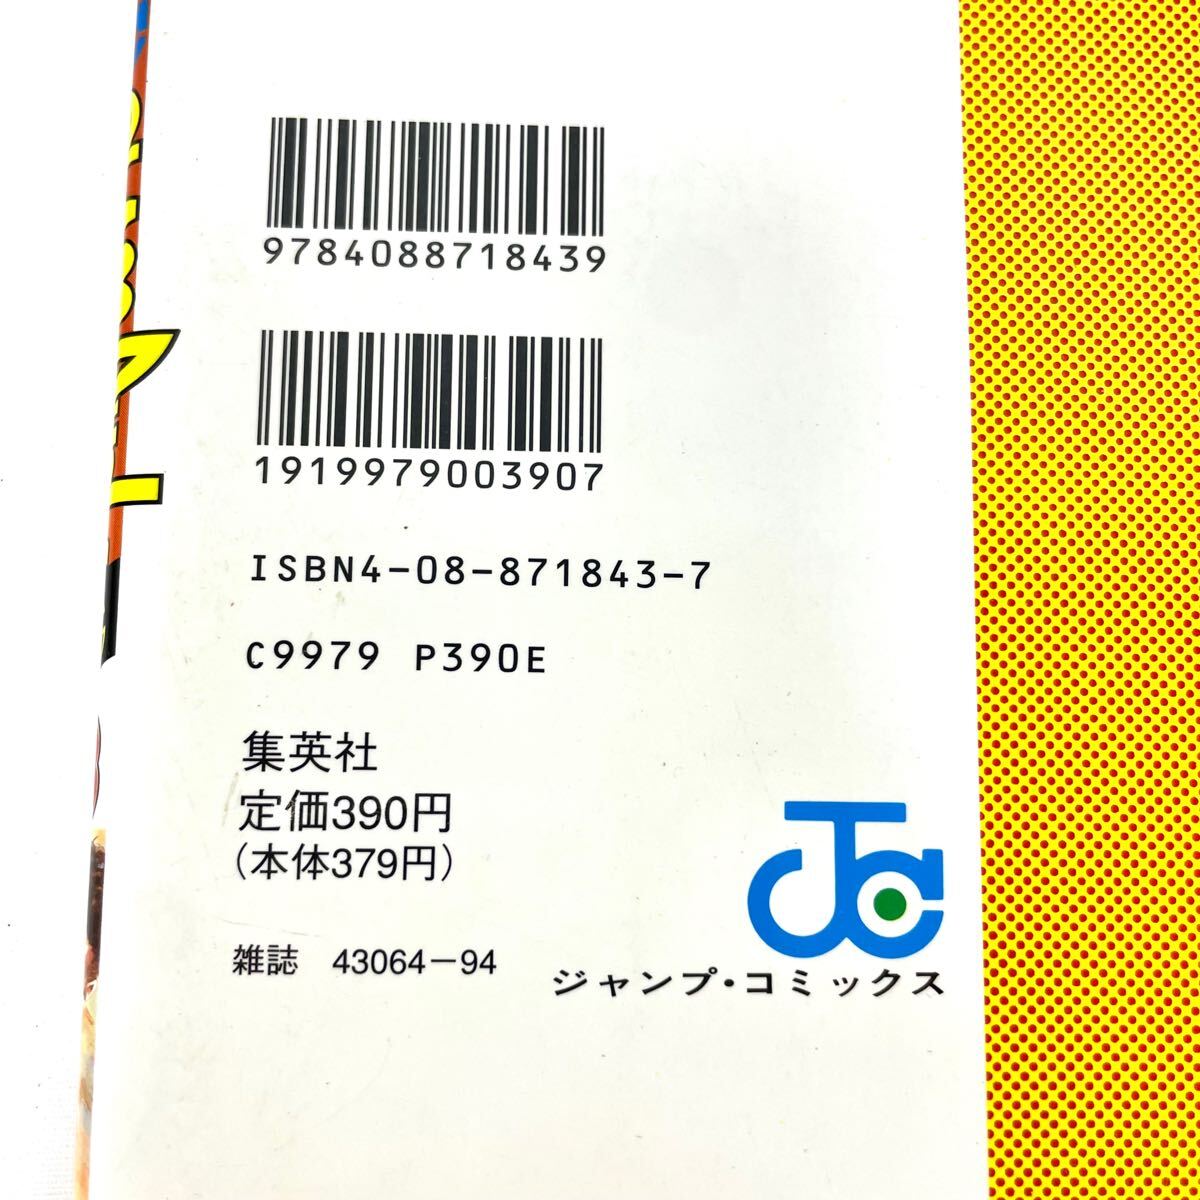 9784088718439
1919979003907
ISBN4-08-871843-7
C9979 P390E
集英社
定価390円
(本体379円)
雑誌 43064-94
JC
ジャンプ・コミックス